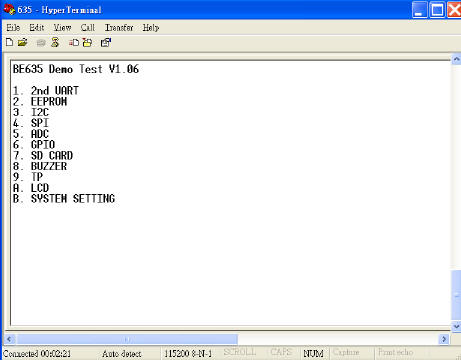 635 - HyperTerminal
File Edit View Call Transfer Help
BE635 Demo Test V1.06
1. 2nd UART
2. EEPROM
3. I2C
4. SPI
5. ADC
6. GPIO
7. SD CARD
8. BUZZER
9. TP
A. LCD
B. SYSTEM SETTING
Connected 00:02:21 Auto detect 115200 8-N-1 SCROLL CAPS NUM Capture Print echo